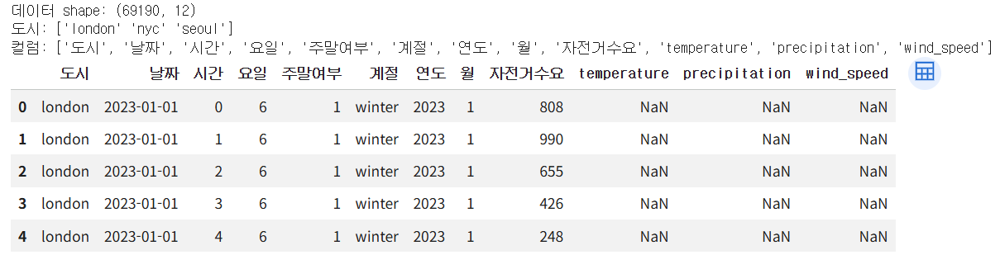 데이터 shape: (69190, 12)
도시: ['london' 'nyc' 'seoul']
컬럼: ['도시', '날짜', '시간', '요일', '주말여부', '계절', '연도', '월', '자전거수요', 'temperature', 'precipitation', 'wind_speed']
도시 날짜 시간 요일 주말여부 계절 연도 월 자전거수요 temperature precipitation wind_speed
0 london 2023-01-01 0 6 1 winter 2023 1 808 NaN NaN NaN
1 london 2023-01-01 1 6 1 winter 2023 1 990 NaN NaN NaN
2 london 2023-01-01 2 6 1 winter 2023 1 655 NaN NaN NaN
3 london 2023-01-01 3 6 1 winter 2023 1 426 NaN NaN NaN
4 london 2023-01-01 4 6 1 winter 2023 1 248 NaN NaN NaN